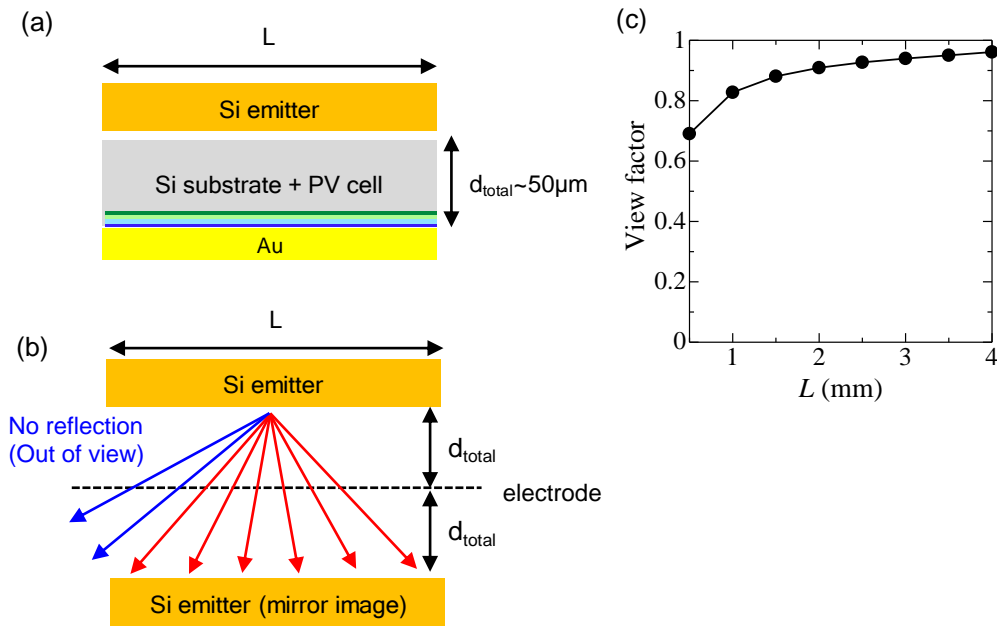 (a)
L
Si emitter
Si substrate + PV cell
d_total~50μm
Au
(b)
L
Si emitter
No reflection
(Out of view)
d_total
electrode
d_total
Si emitter (mirror image)
(c)
1
0.8
0.6
0.4
0.2
0
View factor
1 2 3 4
L (mm)